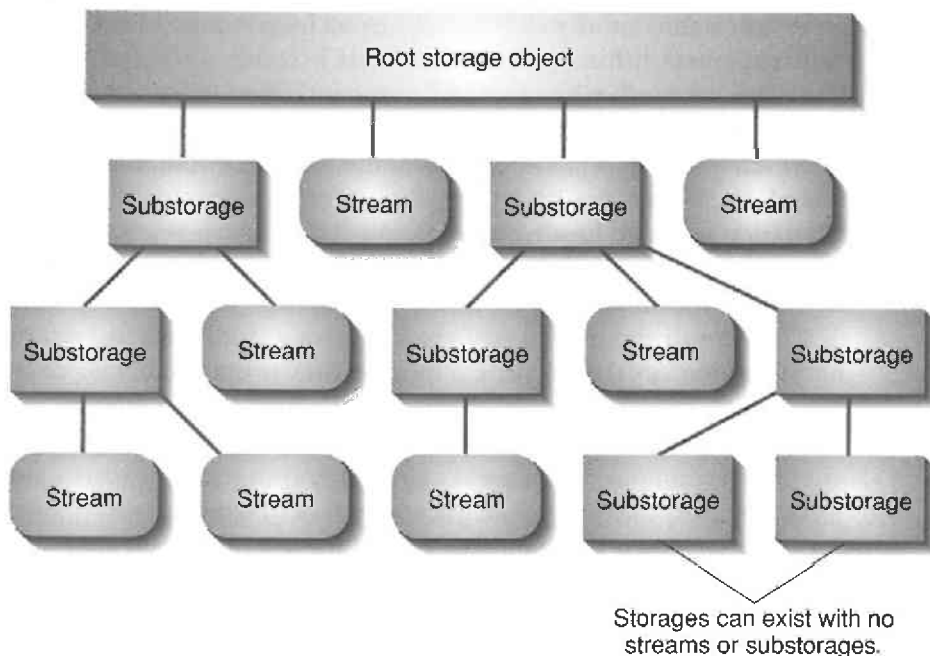 Root storage object
Substorage
Stream
Substorage
Stream
Substorage
Stream
Substorage
Stream
Substorage
Stream
Stream
Stream
Substorage
Substorage
Storages can exist with no
streams or substorages.